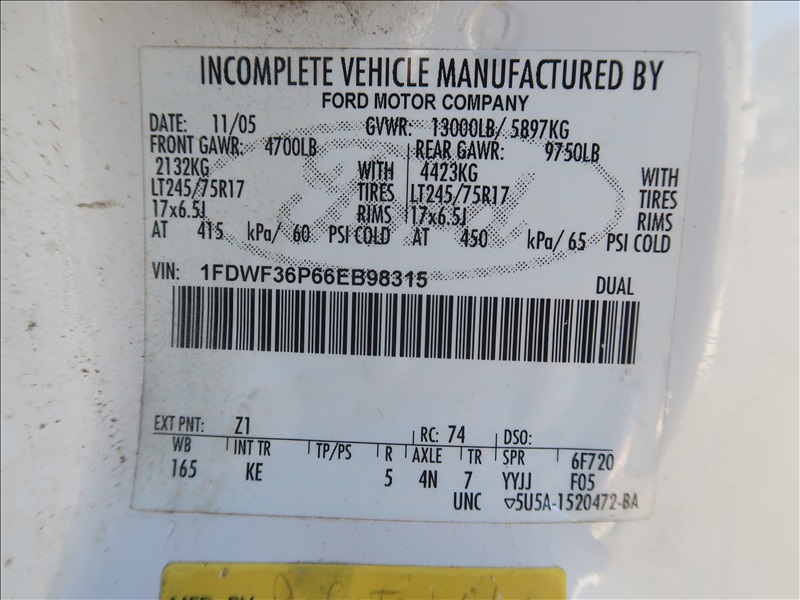 INCOMPLETE VEHICLE MANUFACTURED BY
FORD MOTOR COMPANY
DATE: 11/05 GVWR: 13000LB/ 5897KG
FRONT GAWR: 4700LB REAR GAWR: 9750LB
2132KG WITH 4423KG WITH
LT245/75R17 TIRES LT245/75R17 TIRES
17x6.5J RIMS 17x6.5J RIMS
AT 415 kPa/ 60 PSI COLD AT 450 kPa/ 65 PSI COLD
VIN: 1FDWF36P66EB98315 DUAL
EXT PNT: Z1 RC: 74 DSO:
WB INT TR TP/PS R AXLE TR SPR 6F720
165 KE 5 4N 7 YYJJ F05
UNC ▽5U5A-1520472-BA
MFD BY